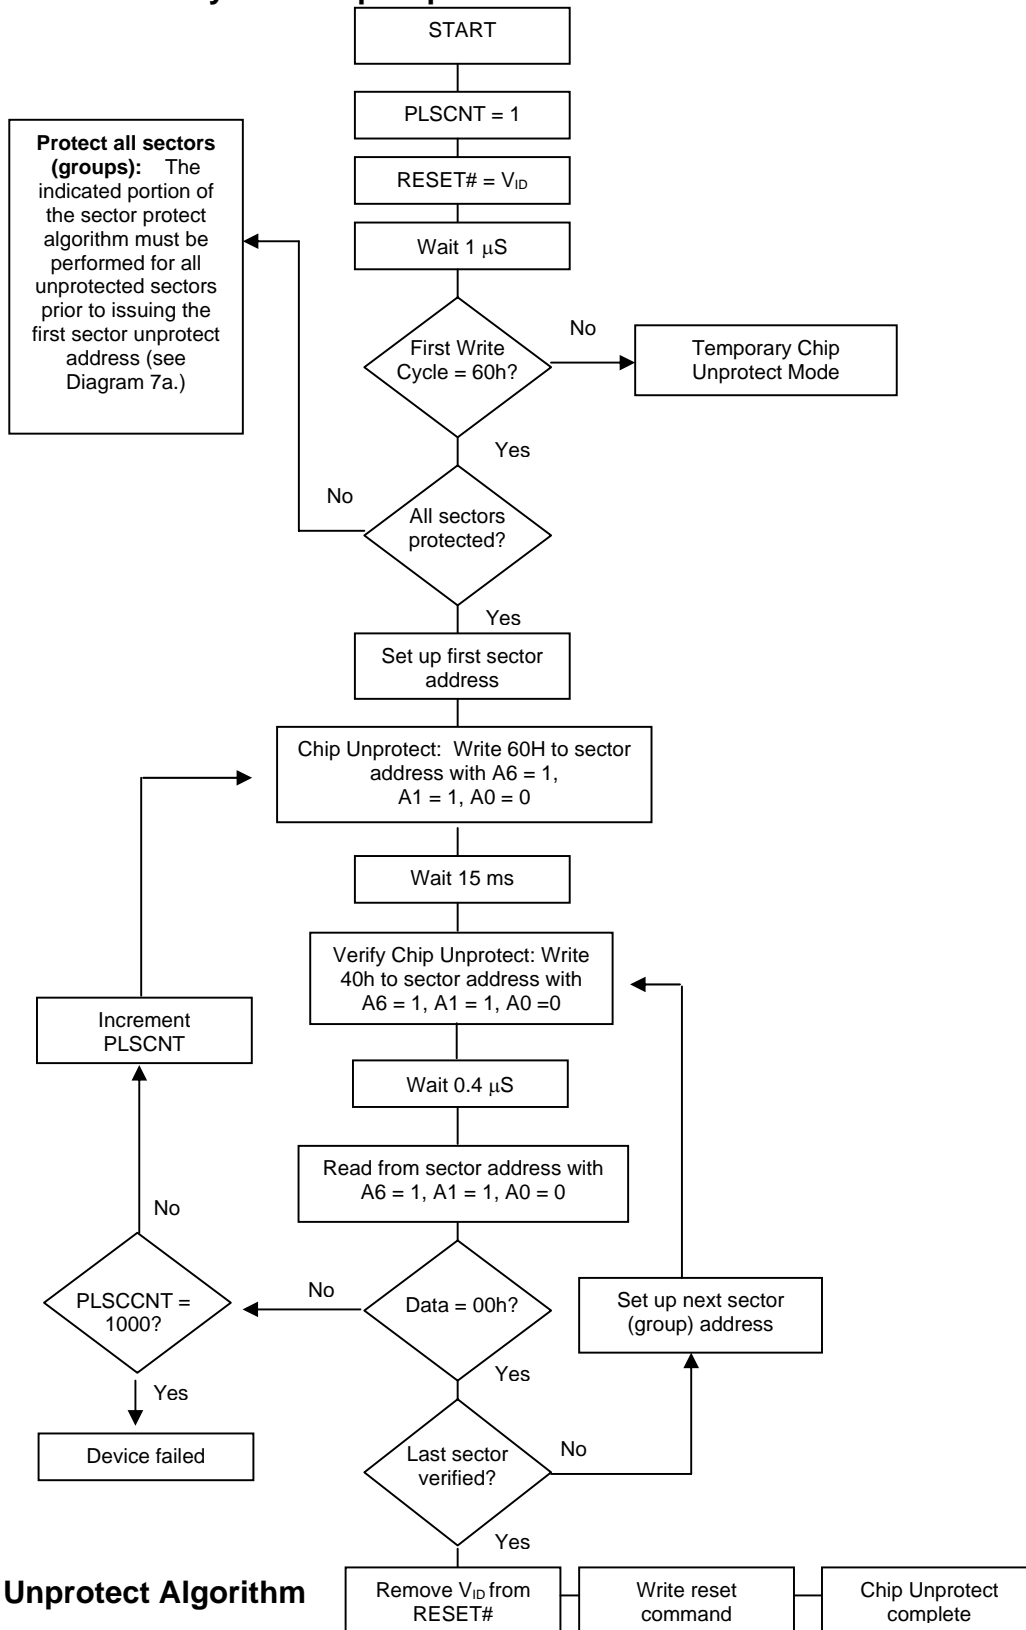 START
PLSCNT = 1
RESET# = VID
Wait 1 μS
Protect all sectors
(groups): The
indicated portion of
the sector protect
algorithm must be
performed for all
unprotected sectors
prior to issuing the
first sector unprotect
address (see
Diagram 7a.)
First Write
Cycle = 60h?
No
Temporary Chip
Unprotect Mode
Yes
No
All sectors
protected?
Yes
Set up first sector
address
Chip Unprotect: Write 60H to sector
address with A6 = 1,
A1 = 1, A0 = 0
Wait 15 ms
Verify Chip Unprotect: Write
40h to sector address with
A6 = 1, A1 = 1, A0 =0
Increment
PLSCNT
Wait 0.4 μS
Read from sector address with
A6 = 1, A1 = 1, A0 = 0
No
PLSCCNT =
1000?
No
Data = 00h?
Set up next sector
(group) address
Yes
Yes
Device failed
Last sector
verified?
No
Yes
Unprotect Algorithm
Remove VID from
RESET#
Write reset
command
Chip Unprotect
complete